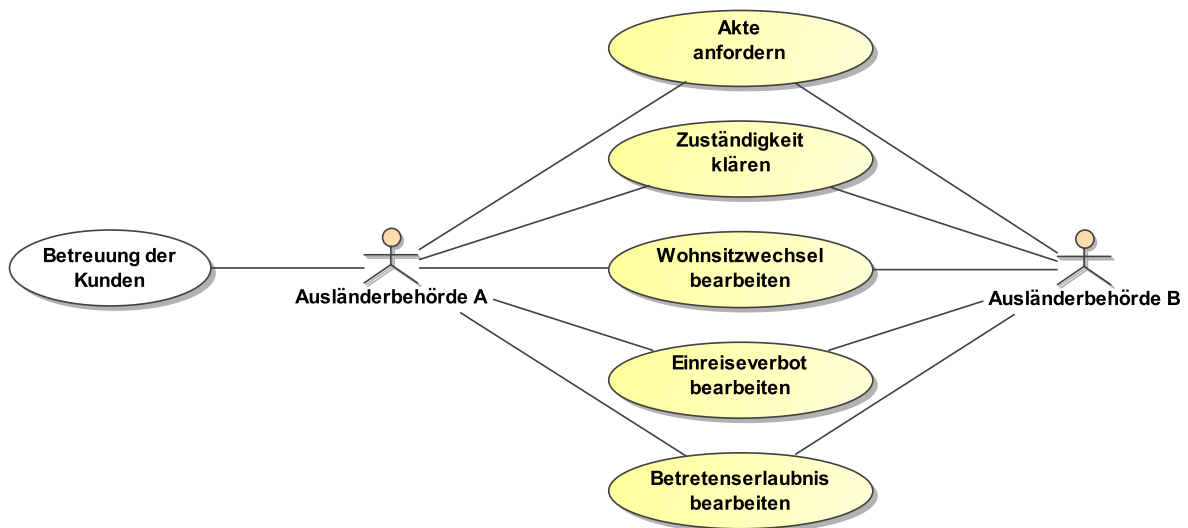 Akte
anfordern
Zuständigkeit
klären
Betreuung der
Kunden
Ausländerbehörde A
Wohnsitzwechsel
bearbeiten
Ausländerbehörde B
Einreiseverbot
bearbeiten
Betretenserlaubnis
bearbeiten